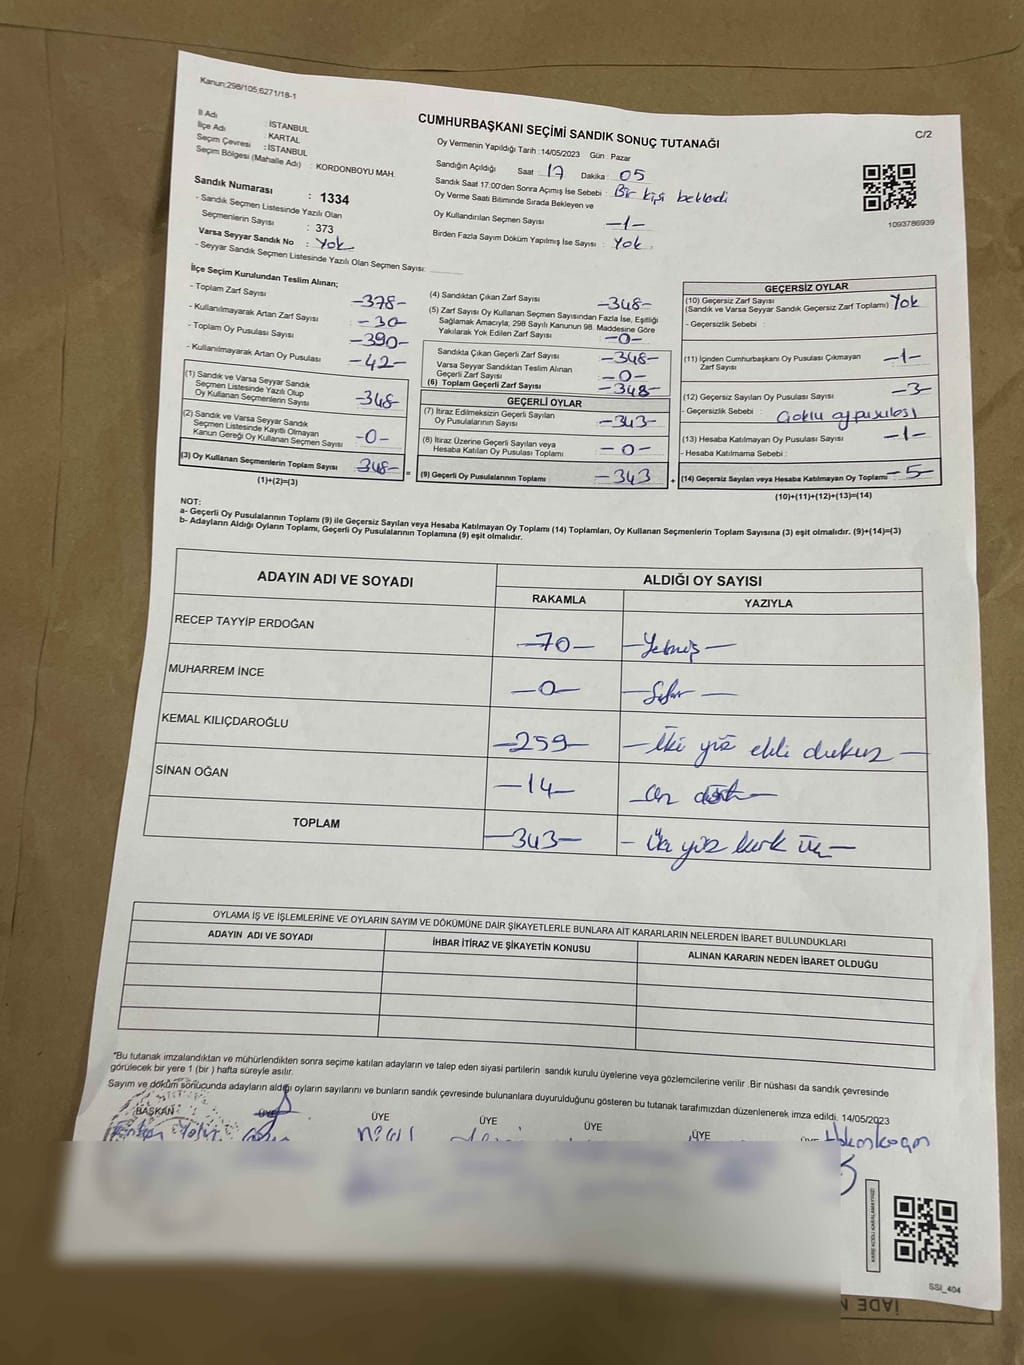 Kanun;298/105;6271/18-1
C/2
CUMHURBAŞKANI SEÇİMİ SANDIK SONUÇ TUTANAĞI
İl Adı : İSTANBUL
İlçe Adı : KARTAL
Seçim Çevresi : İSTANBUL
Seçim Bölgesi (Mahalle Adı) : KORDONBOYU MAH.
Sandık Numarası : 1334
- Sandık Seçmen Listesinde Yazılı Olan
Seçmenlerin Sayısı : 373
Varsa Seyyar Sandık No : Yok
- Seyyar Sandık Seçmen Listesinde Yazılı Olan Seçmen Sayısı:
Oy Vermenin Yapıldığı Tarih :14/05/2023 Gün : Pazar
Sandığın Açıldığı Saat 17 Dakika 05
Sandık Saat 17:00'den Sonra Açımış İse Sebebi : Bir kişi beklendi
Oy Verme Saati Bitiminde Sırada Bekleyen ve
Oy Kullandırılan Seçmen Sayısı -1-
Birden Fazla Sayım Döküm Yapılmış İse Sayısı : Yok
1093786939
İlçe Seçim Kurulundan Teslim Alınan;
- Toplam Zarf Sayısı -378-
- Kullanılmayarak Artan Zarf Sayısı -30-
- Toplam Oy Pusulası Sayısı -390-
- Kullanılmayarak Artan Oy Pusulası -42-
(1) Sandık ve Varsa Seyyar Sandık
Seçmen Listesinde Yazılı Olup
Oy Kullanan Seçmenlerin Sayısı -348-
(2) Sandık ve Varsa Seyyar Sandık
Seçmen Listesinde Kayıtlı Olmayan
Kanun Gereği Oy Kullanan Seçmen Sayısı -0-
(3) Oy Kullanan Seçmenlerin Toplam Sayısı 348- =
(1)+(2)=(3)
(4) Sandıktan Çıkan Zarf Sayısı -348-
(5) Zarf Sayısı Oy Kullanan Seçmen Sayısından Fazla İse, Eşitliği
Sağlamak Amacıyla; 298 Sayılı Kanunun 98. Maddesine Göre
Yakılarak Yok Edilen Zarf Sayısı -0-
Sandıkta Çıkan Geçerli Zarf Sayısı -348-
Varsa Seyyar Sandıktan Teslim Alınan
Geçerli Zarf Sayısı -0-
(6) Toplam Geçerli Zarf Sayısı -348-
GEÇERLİ OYLAR
(7) İtiraz Edilmeksizin Geçerli Sayılan
Oy Pusulalarının Sayısı -343-
(8) İtiraz Üzerine Geçerli Sayılan veya
Hesaba Katılan Oy Pusulası Toplamı -0-
(9) Geçerli Oy Pusulalarının Toplamı -343 +
GEÇERSİZ OYLAR
(10) Geçersiz Zarf Sayısı Yok
(Sandık ve Varsa Seyyar Sandık Geçersiz Zarf Toplamı)
- Geçersizlik Sebebi :
(11) İçinden Cumhurbaşkanı Oy Pusulası Çıkmayan
Zarf Sayısı -1-
(12) Geçersiz Sayılan Oy Pusulası Sayısı -3-
- Geçersizlik Sebebi : Çoklu oy pusulası
(13) Hesaba Katılmayan Oy Pusulası Sayısı -1-
- Hesaba Katılmama Sebebi :
(14) Geçersiz Sayılan veya Hesaba Katılmayan Oy Toplamı -5-
(10)+(11)+(12)+(13)=(14)
NOT:
a- Geçerli Oy Pusulalarının Toplamı (9) ile Geçersiz Sayılan veya Hesaba Katılmayan Oy Toplamı (14) Toplamları, Oy Kullanan Seçmenlerin Toplam Sayısına (3) eşit olmalıdır. (9)+(14)=(3)
b- Adayların Aldığı Oyların Toplamı, Geçerli Oy Pusulalarının Toplamına (9) eşit olmalıdır.
ADAYIN ADI VE SOYADI ALDIĞI OY SAYISI
RAKAMLA YAZIYLA
RECEP TAYYİP ERDOĞAN -70- -Yetmiş-
MUHARREM İNCE -0- -Sıfır-
KEMAL KILIÇDAROĞLU -259- -İki yüz elli dokuz-
SİNAN OĞAN -14- -On dört-
TOPLAM -343- -Üç yüz kırk üç-
OYLAMA İŞ VE İŞLEMLERİNE VE OYLARIN SAYIM VE DÖKÜMÜNE DAİR ŞİKAYETLERLE BUNLARA AİT KARARLARIN NELERDEN İBARET BULUNDUKLARI
ADAYIN ADI VE SOYADI İHBAR İTİRAZ VE ŞİKAYETİN KONUSU ALINAN KARARIN NEDEN İBARET OLDUĞU
*Bu tutanak imzalandıktan ve mühürlendikten sonra seçime katılan adayların ve talep eden siyasi partilerin sandık kurulu üyelerine veya gözlemcilerine verilir .Bir nüshası da sandık çevresinde
görülecek bir yere 1 (bir ) hafta süreyle asılır.
Sayım ve döküm sonucunda adayların aldığı oyların sayılarını ve bunların sandık çevresinde bulunanlara duyurulduğunu gösteren bu tutanak tarafımızdan düzenlenerek imza edildi. 14/05/2023
BAŞKAN ÜYE ÜYE ÜYE ÜYE ÜYE
KARE KODU KARALAMAYINIZ!
SSİ_404
İADE